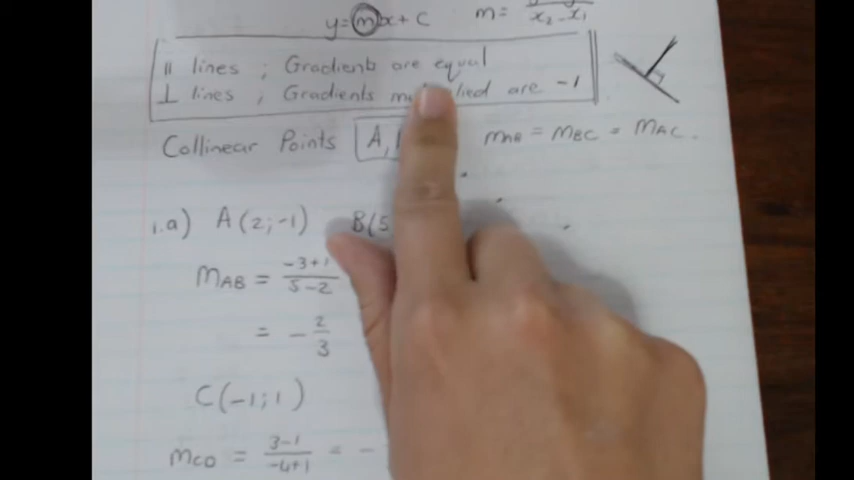 y=mx+c m= x₂-x₁
|| lines ; Gradients are equal
⊥ lines ; Gradients are -1
Collinear Points A, mAB = mBC = mAC.
1.a) A(2;-1) B(5
mAB = -3+1/5-2
= -2/3
C(-1;1)
mCD = 3-1/-4+1 = -